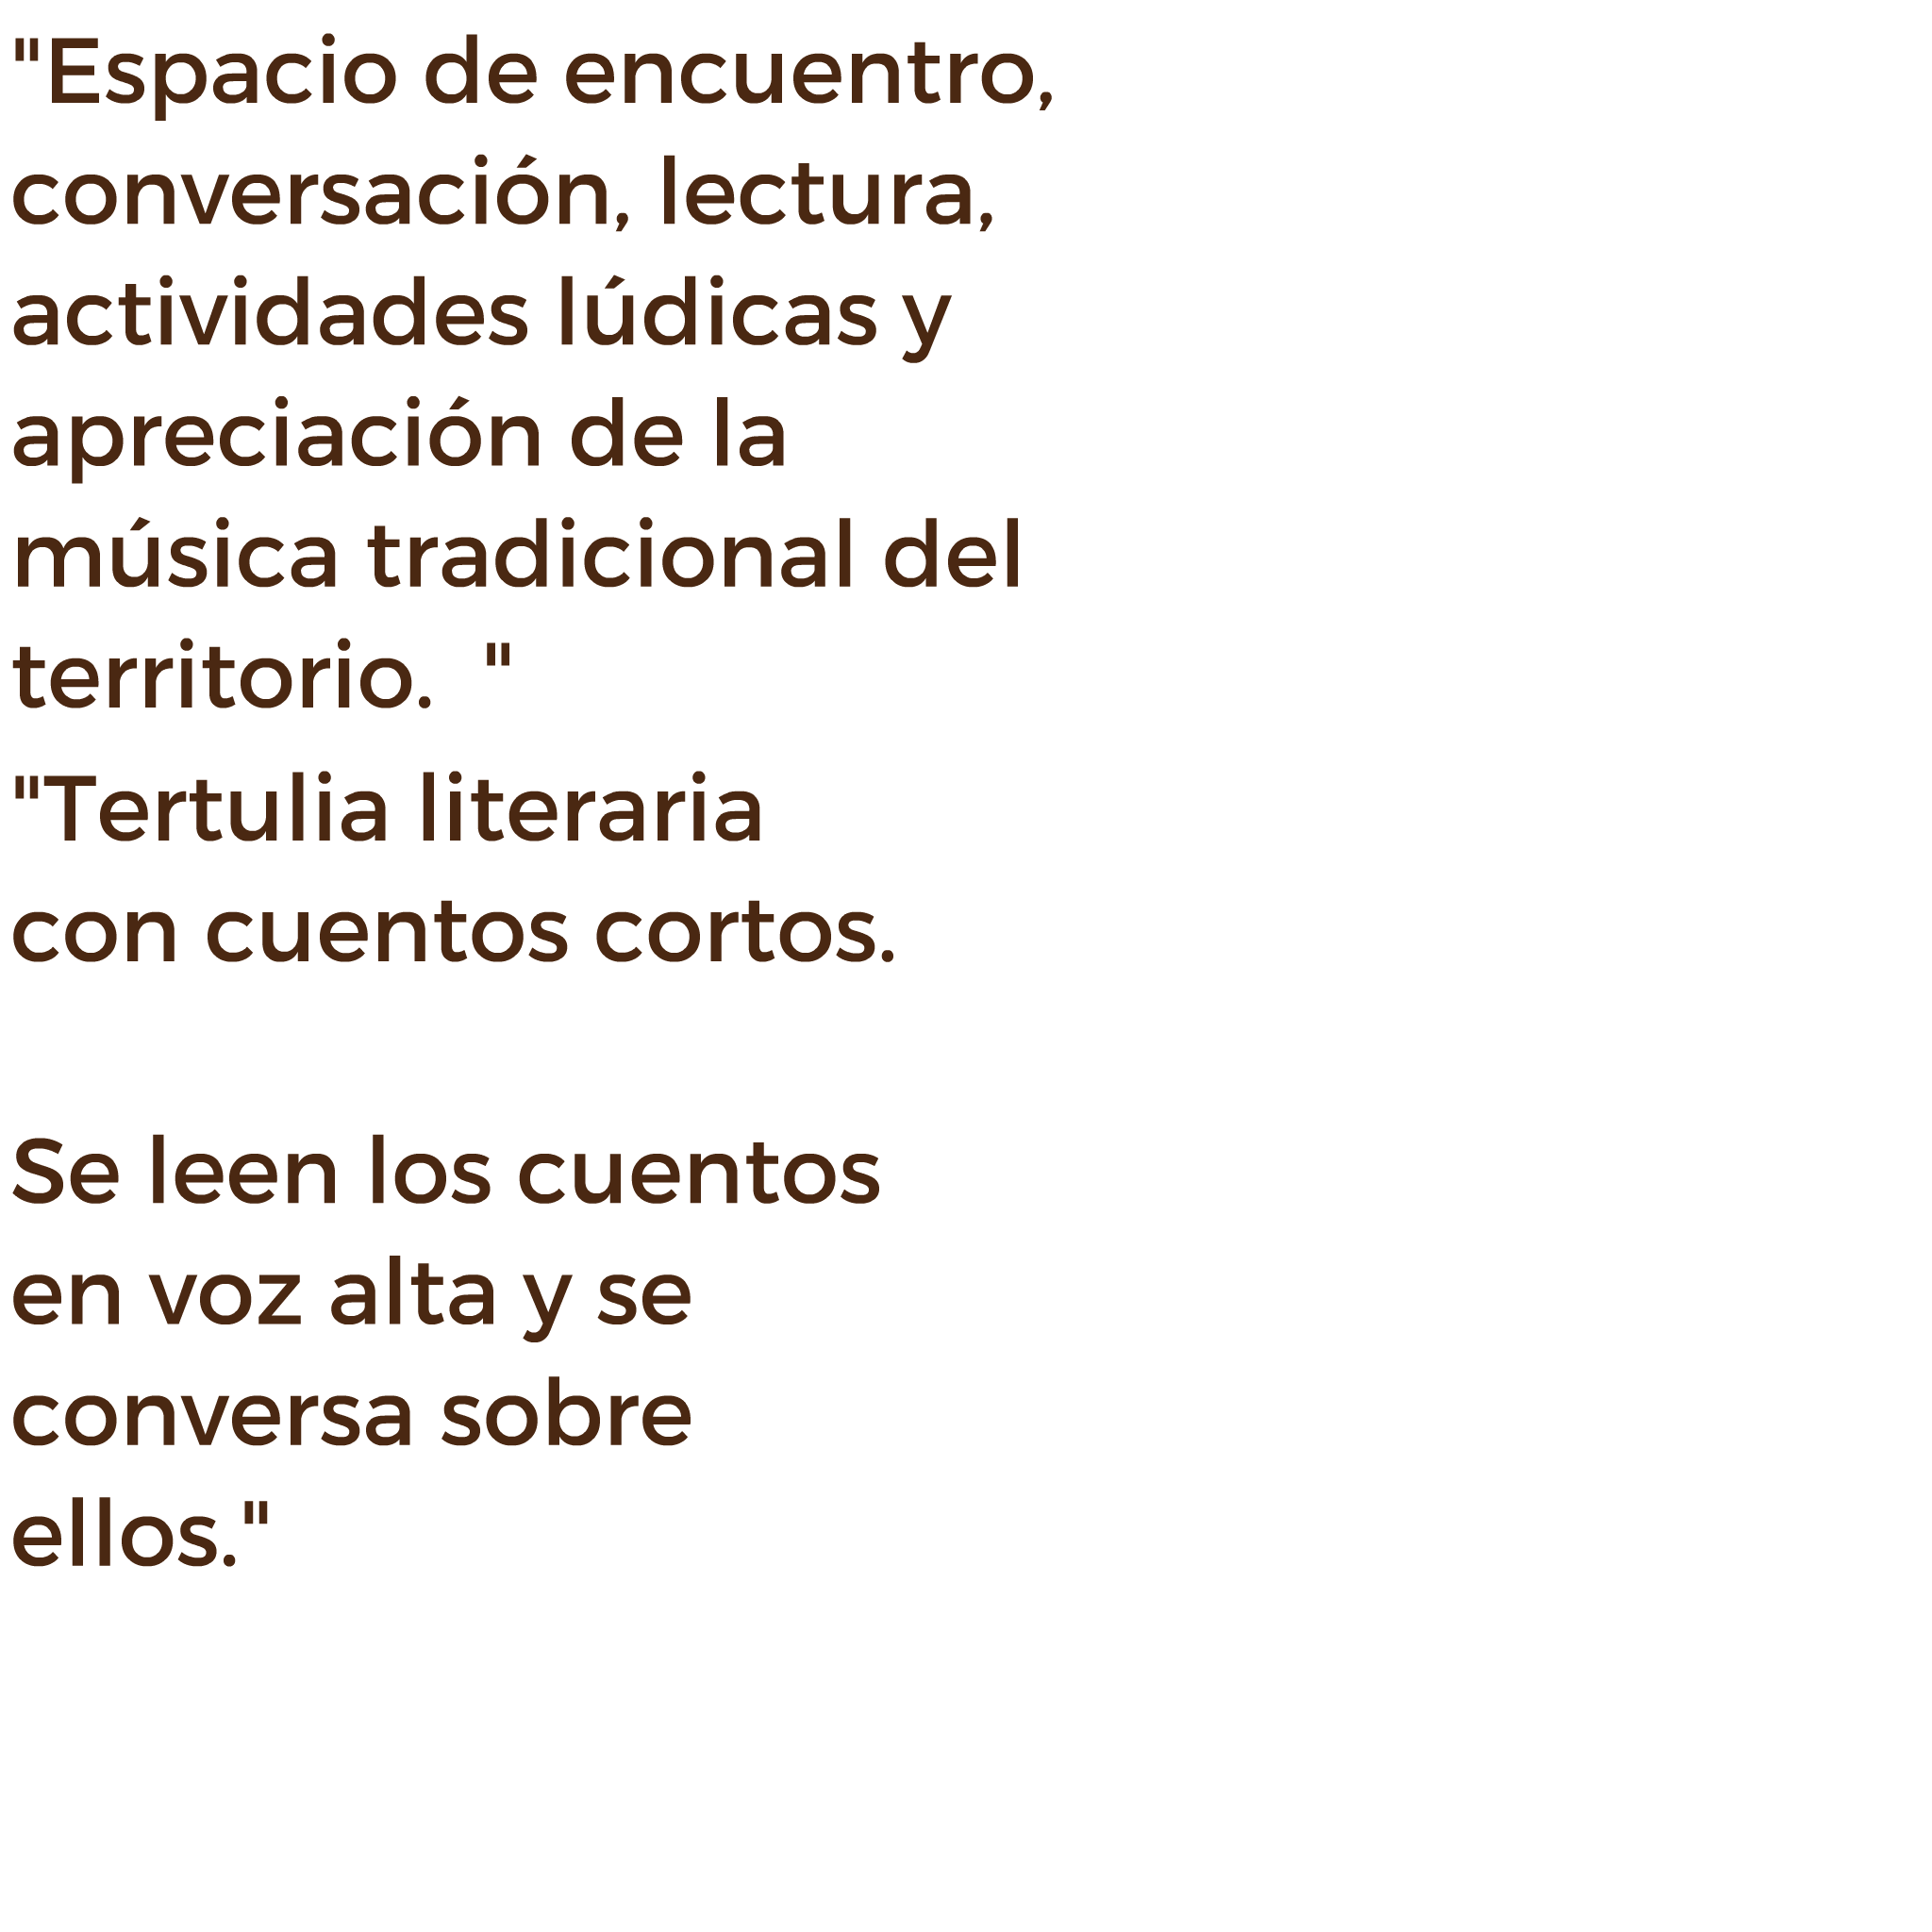 "Espacio de encuentro,
conversación, lectura,
actividades lúdicas y
apreciación de la
música tradicional del
territorio.  "
"Tertulia literaria
con cuentos cortos.
Se leen los cuentos
en voz alta y se
conversa sobre
ellos."